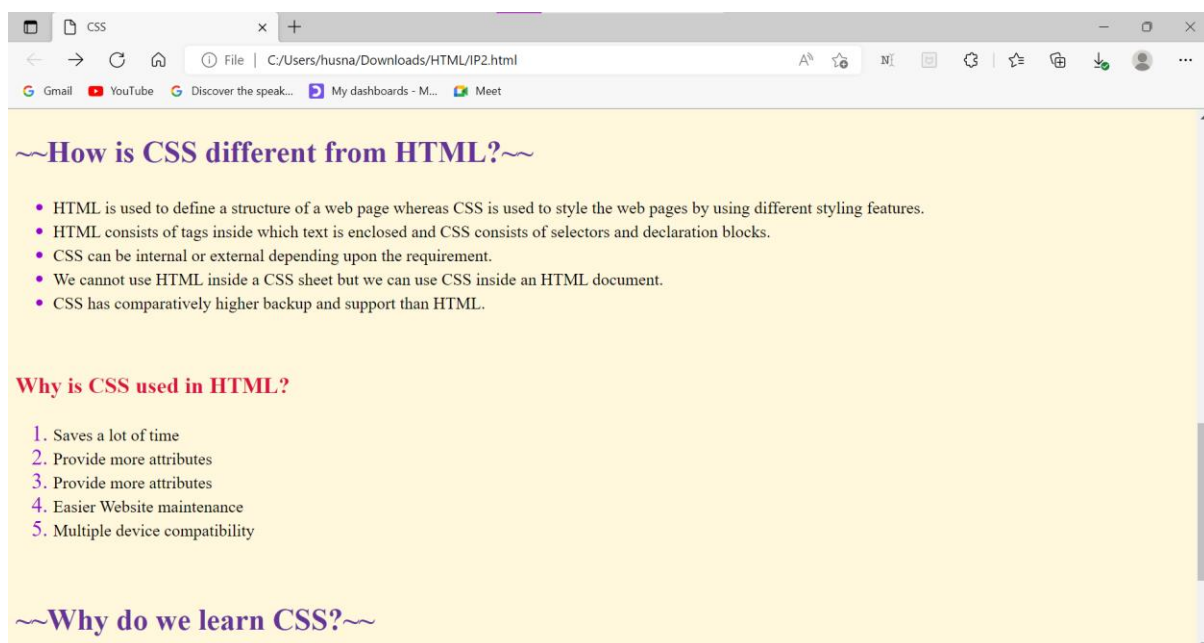 CSS
File | C:/Users/husna/Downloads/HTML/IP2.html
Gmail YouTube Discover the speak... My dashboards - M... Meet
~~How is CSS different from HTML?~~
• HTML is used to define a structure of a web page whereas CSS is used to style the web pages by using different styling features.
• HTML consists of tags inside which text is enclosed and CSS consists of selectors and declaration blocks.
• CSS can be internal or external depending upon the requirement.
• We cannot use HTML inside a CSS sheet but we can use CSS inside an HTML document.
• CSS has comparatively higher backup and support than HTML.
Why is CSS used in HTML?
1. Saves a lot of time
2. Provide more attributes
3. Provide more attributes
4. Easier Website maintenance
5. Multiple device compatibility
~~Why do we learn CSS?~~